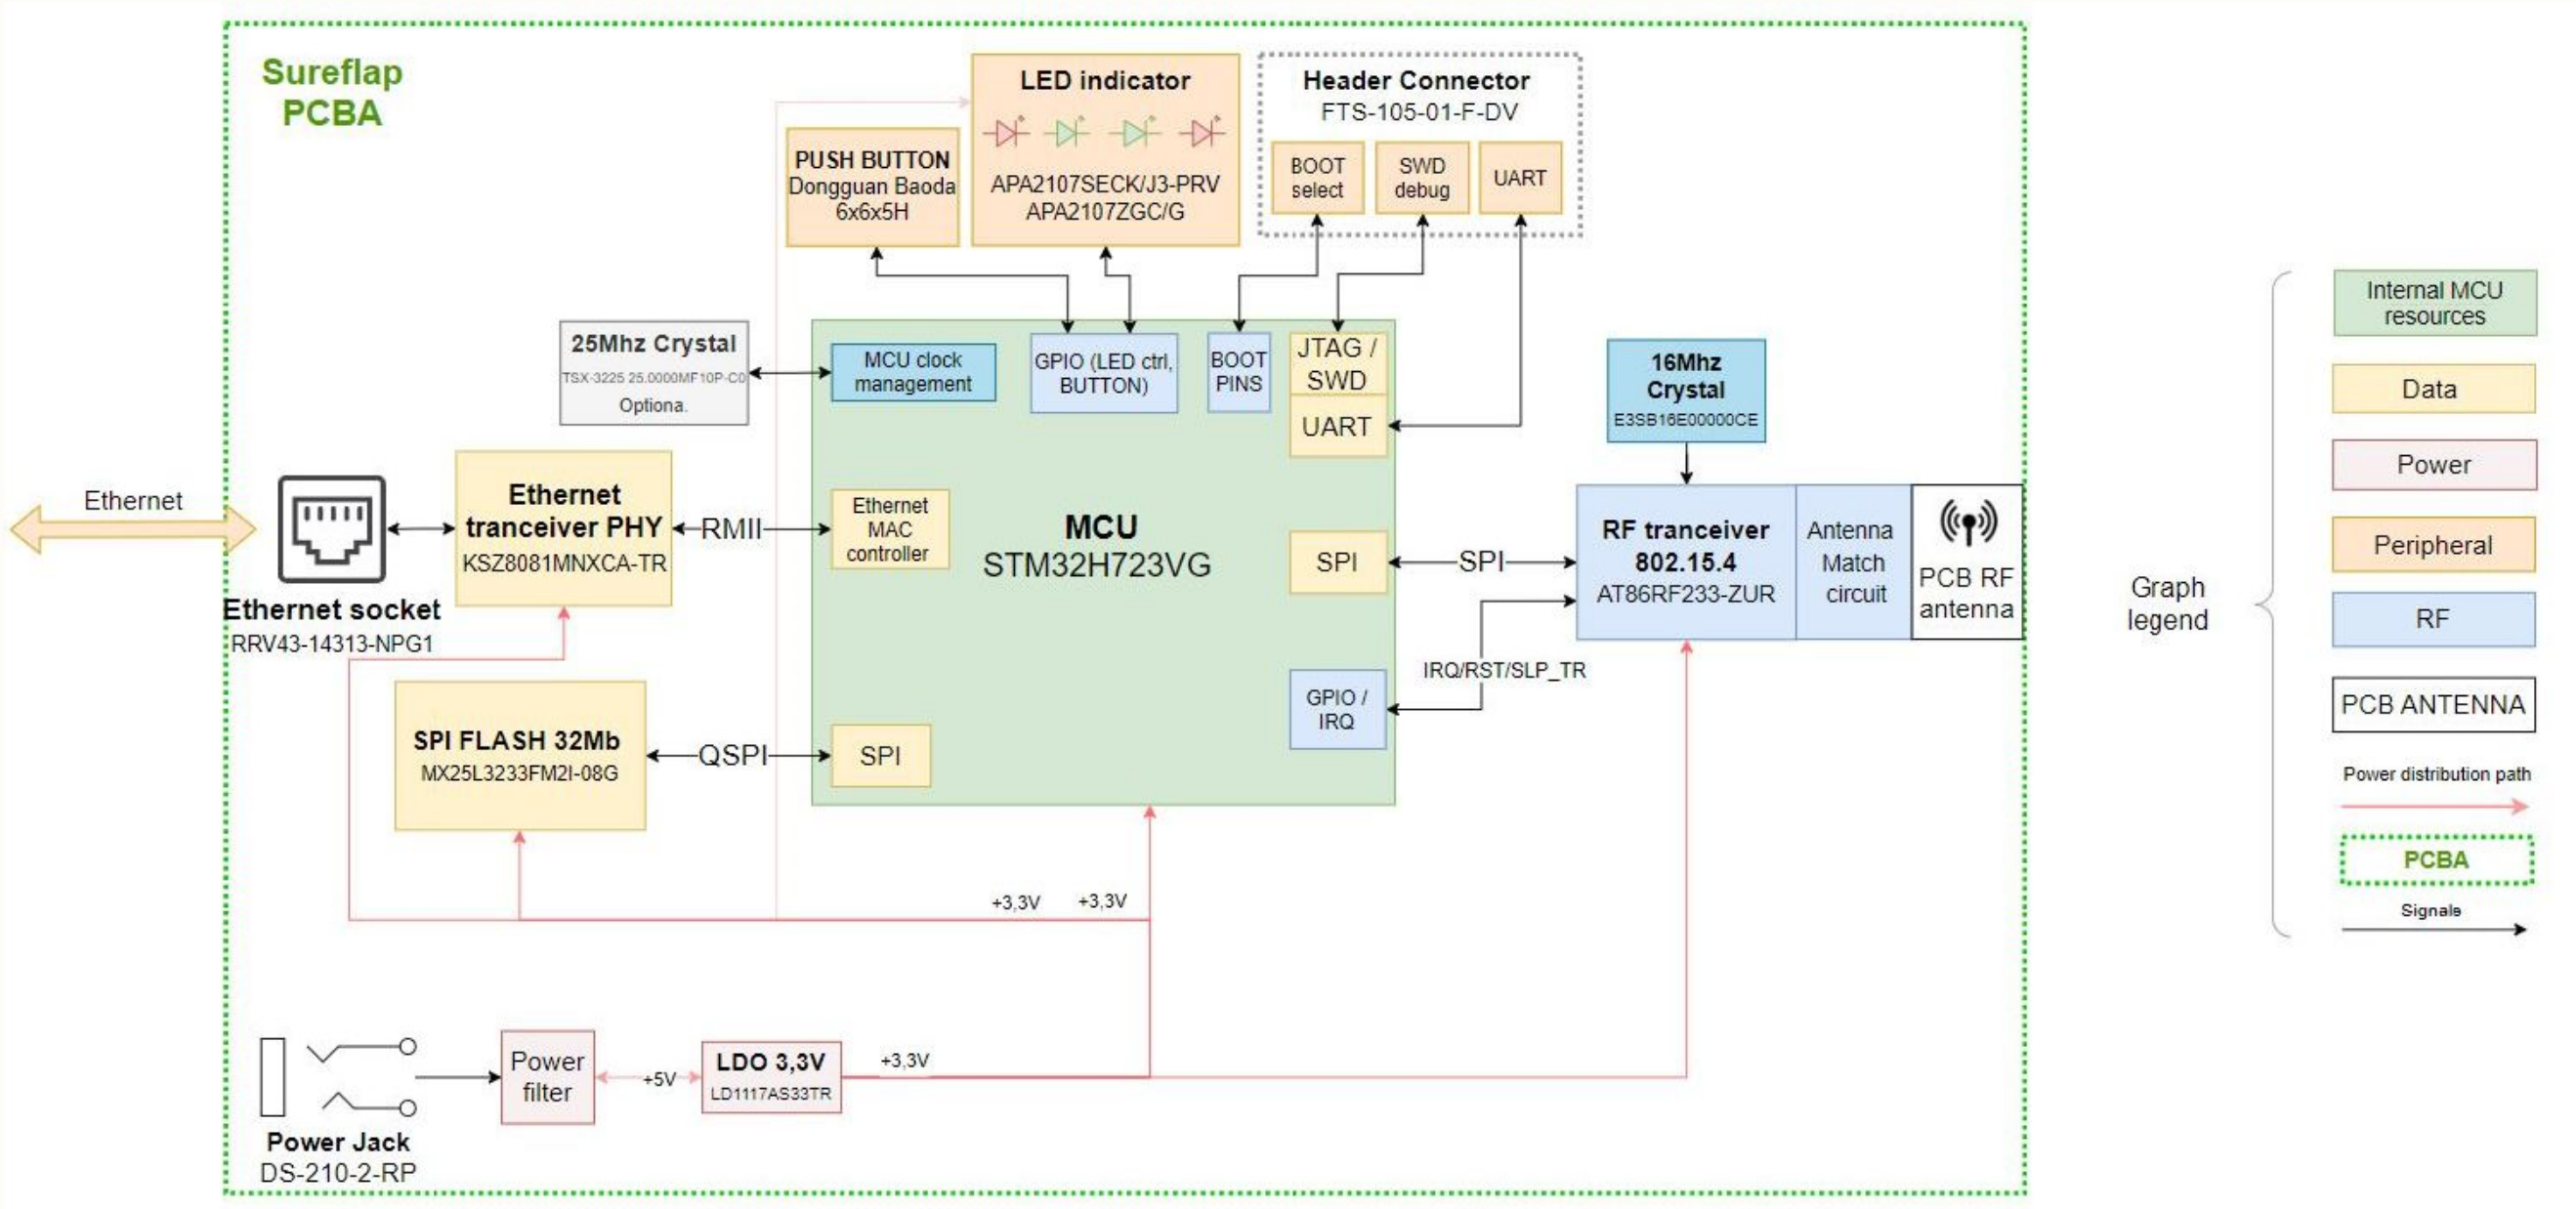 Sureflap
PCBA
LED indicator
APA2107SECK/J3-PRV
APA2107ZGC/G
Header Connector
FTS-105-01-F-DV
BOOT
select
SWD
debug
UART
PUSH BUTTON
Dongguan Baoda
6x6x5H
25Mhz Crystal
TSX-3225 25.0000MF10P-C0
Optiona.
MCU clock
management
GPIO (LED ctrl,
BUTTON)
BOOT
PINS
JTAG /
SWD
UART
16Mhz
Crystal
E3SB16E00000CE
Ethernet
Ethernet socket
RRV43-14313-NPG1
Ethernet
tranceiver PHY
KSZ8081MNXCA-TR
RMII
Ethernet
MAC
controller
MCU
STM32H723VG
SPI
SPI
RF tranceiver
802.15.4
AT86RF233-ZUR
Antenna
Match
circuit
PCB RF
antenna
IRQ/RST/SLP_TR
GPIO /
IRQ
SPI FLASH 32Mb
MX25L3233FM2I-08G
QSPI
SPI
+3,3V
+3,3V
Power Jack
DS-210-2-RP
Power
filter
+5V
LDO 3,3V
LD1117AS33TR
+3,3V
Graph
legend
Internal MCU
resources
Data
Power
Peripheral
RF
PCB ANTENNA
Power distribution path
PCBA
Signals